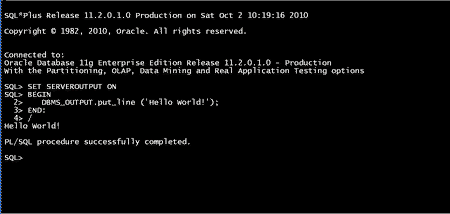 SQL*Plus Release 11.2.0.1.0 Production on Sat Oct 2 10:19:16 2010
Copyright © 1982, 2010, Oracle. All rights reserved.
Connected to:
Oracle Database 11g Enterprise Edition Release 11.2.0.1.0 - Production
With the Partitioning, OLAP, Data Mining and Real Application Testing options
SQL> SET SERVEROUTPUT ON
SQL> BEGIN
2> DBMS_OUTPUT.put_line ('Hello World!');
3> END;
4> /
Hello World!
PL/SQL procedure successfully completed.
SQL>